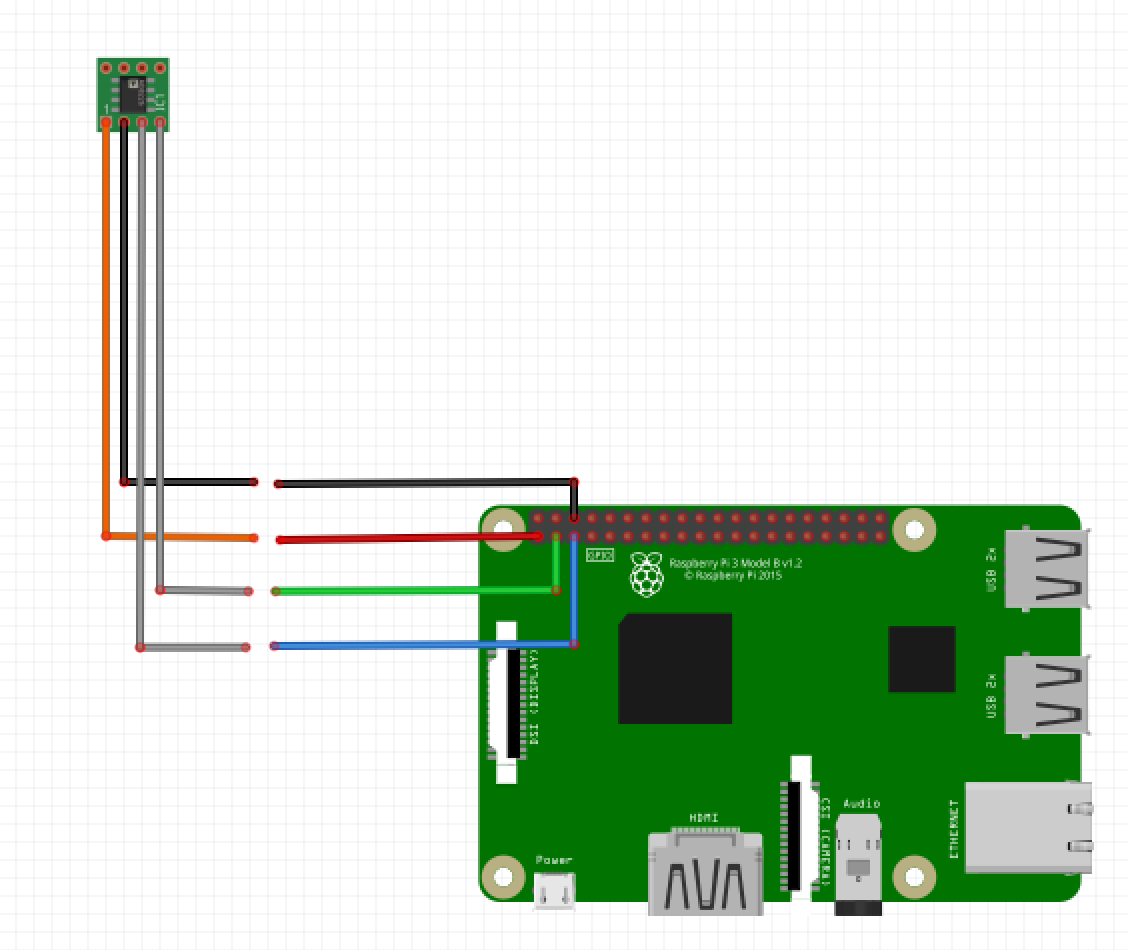 IC1
GPIO
Raspberry Pi 3 Model B v1.2
© Raspberry Pi 2015
USB 2x
USB 2x
DSI (DISPLAY)
CSI (CAMERA)
Audio
HDMI
ETHERNET
Power